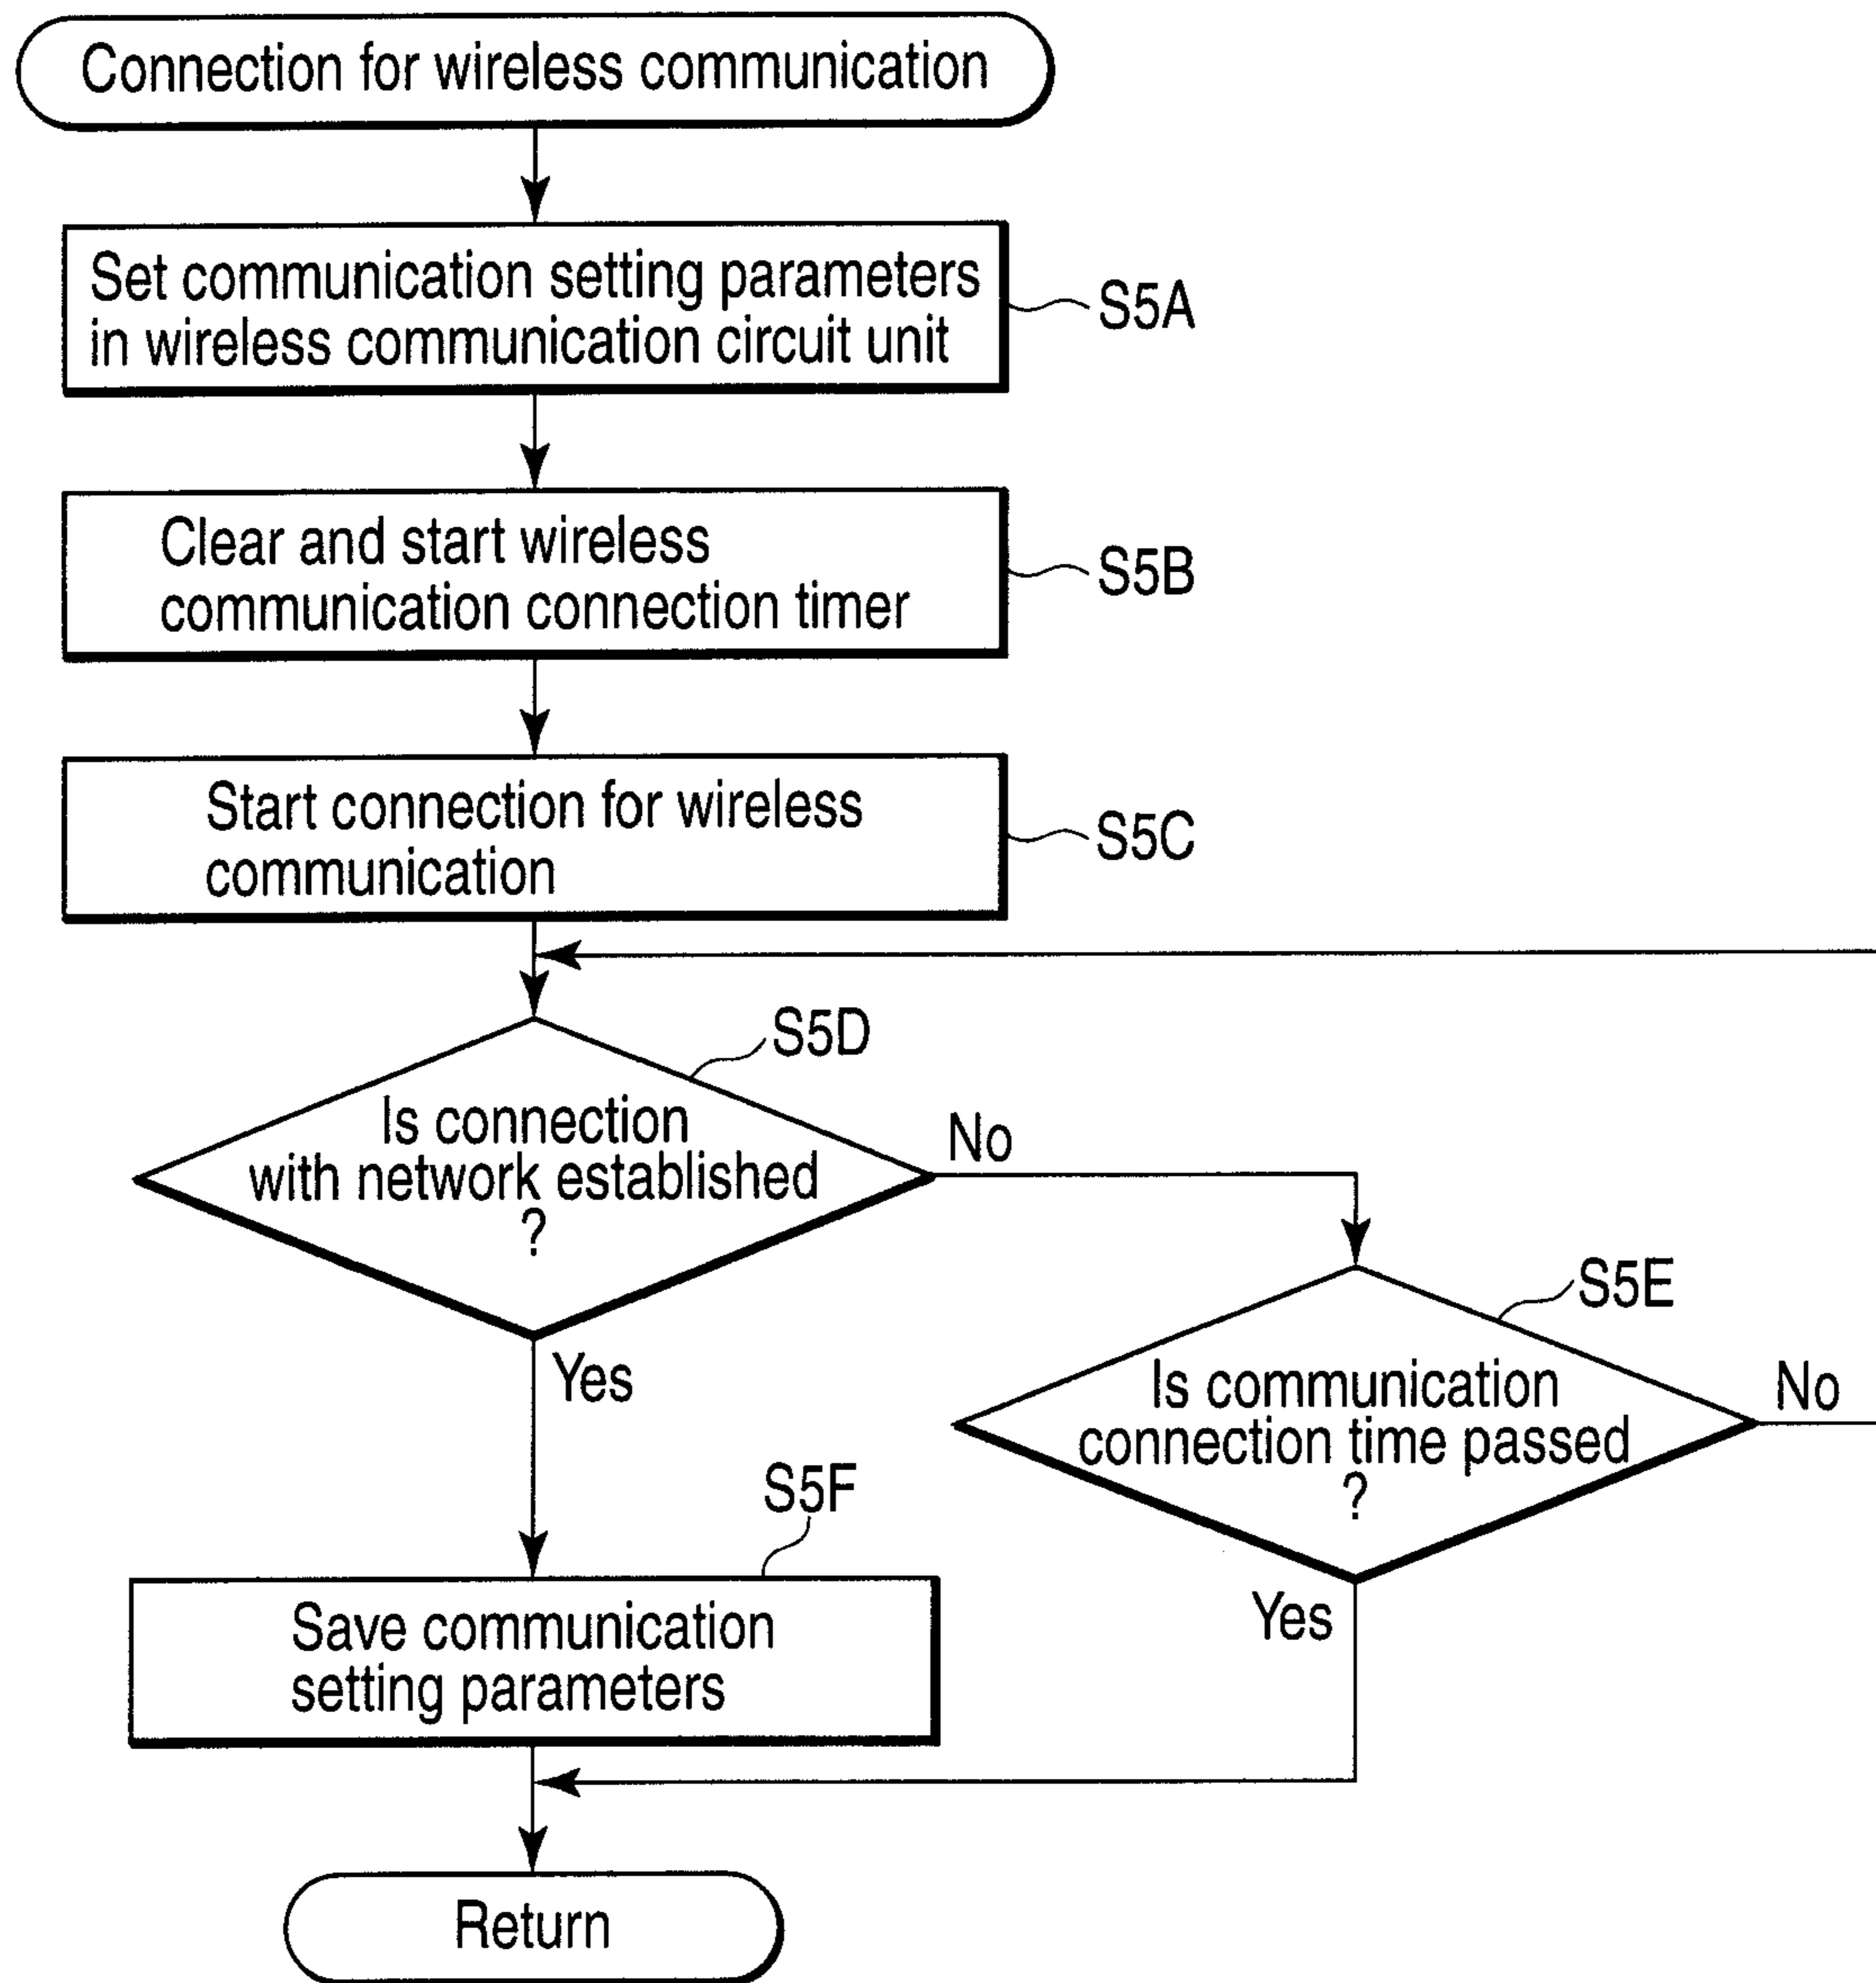 Connection for wireless communication
Set communication setting parameters
in wireless communication circuit unit
S5A
Clear and start wireless
communication connection timer
S5B
Start connection for wireless
communication
S5C
S5D
Is connection
with network established
?
No
Yes
S5E
Is communication
connection time passed
?
No
Yes
S5F
Save communication
setting parameters
Return